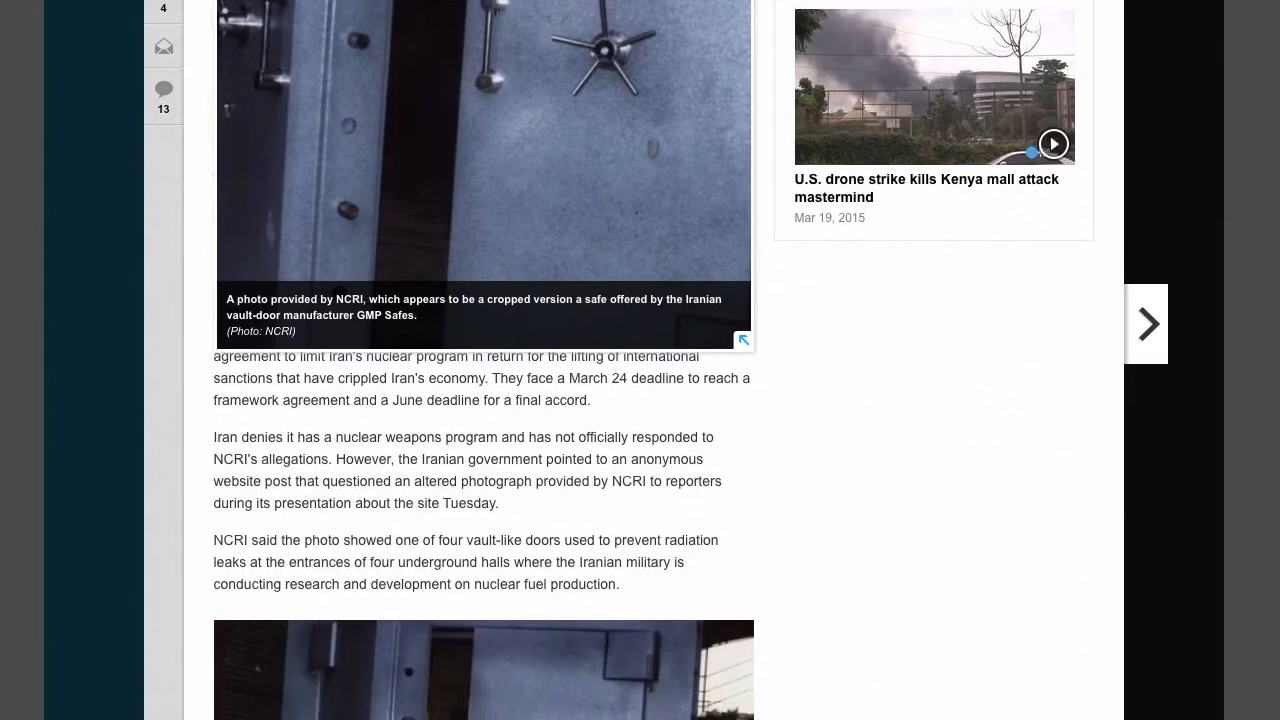 4
13
A photo provided by NCRI, which appears to be a cropped version a safe offered by the Iranian
vault-door manufacturer GMP Safes.
(Photo: NCRI)
agreement to limit Iran's nuclear program in return for the lifting of international
sanctions that have crippled Iran's economy. They face a March 24 deadline to reach a
framework agreement and a June deadline for a final accord.
Iran denies it has a nuclear weapons program and has not officially responded to
NCRI's allegations. However, the Iranian government pointed to an anonymous
website post that questioned an altered photograph provided by NCRI to reporters
during its presentation about the site Tuesday.
NCRI said the photo showed one of four vault-like doors used to prevent radiation
leaks at the entrances of four underground halls where the Iranian military is
conducting research and development on nuclear fuel production.
U.S. drone strike kills Kenya mall attack
mastermind
Mar 19, 2015